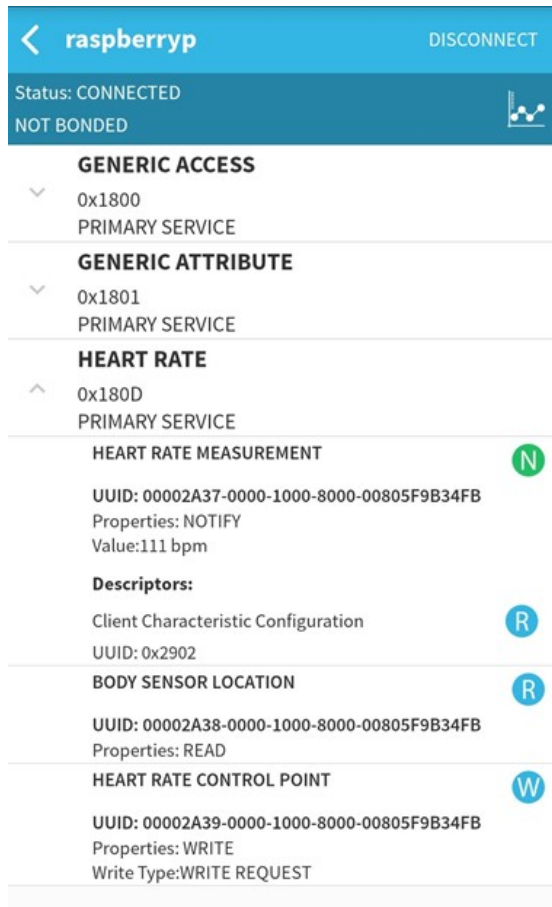 raspberryp DISCONNECT
Status: CONNECTED
NOT BONDED
GENERIC ACCESS
0x1800
PRIMARY SERVICE
GENERIC ATTRIBUTE
0x1801
PRIMARY SERVICE
HEART RATE
0x180D
PRIMARY SERVICE
HEART RATE MEASUREMENT
N
UUID: 00002A37-0000-1000-8000-00805F9B34FB
Properties: NOTIFY
Value:111 bpm
Descriptors:
Client Characteristic Configuration
R
UUID: 0x2902
BODY SENSOR LOCATION
R
UUID: 00002A38-0000-1000-8000-00805F9B34FB
Properties: READ
HEART RATE CONTROL POINT
W
UUID: 00002A39-0000-1000-8000-00805F9B34FB
Properties: WRITE
Write Type:WRITE REQUEST